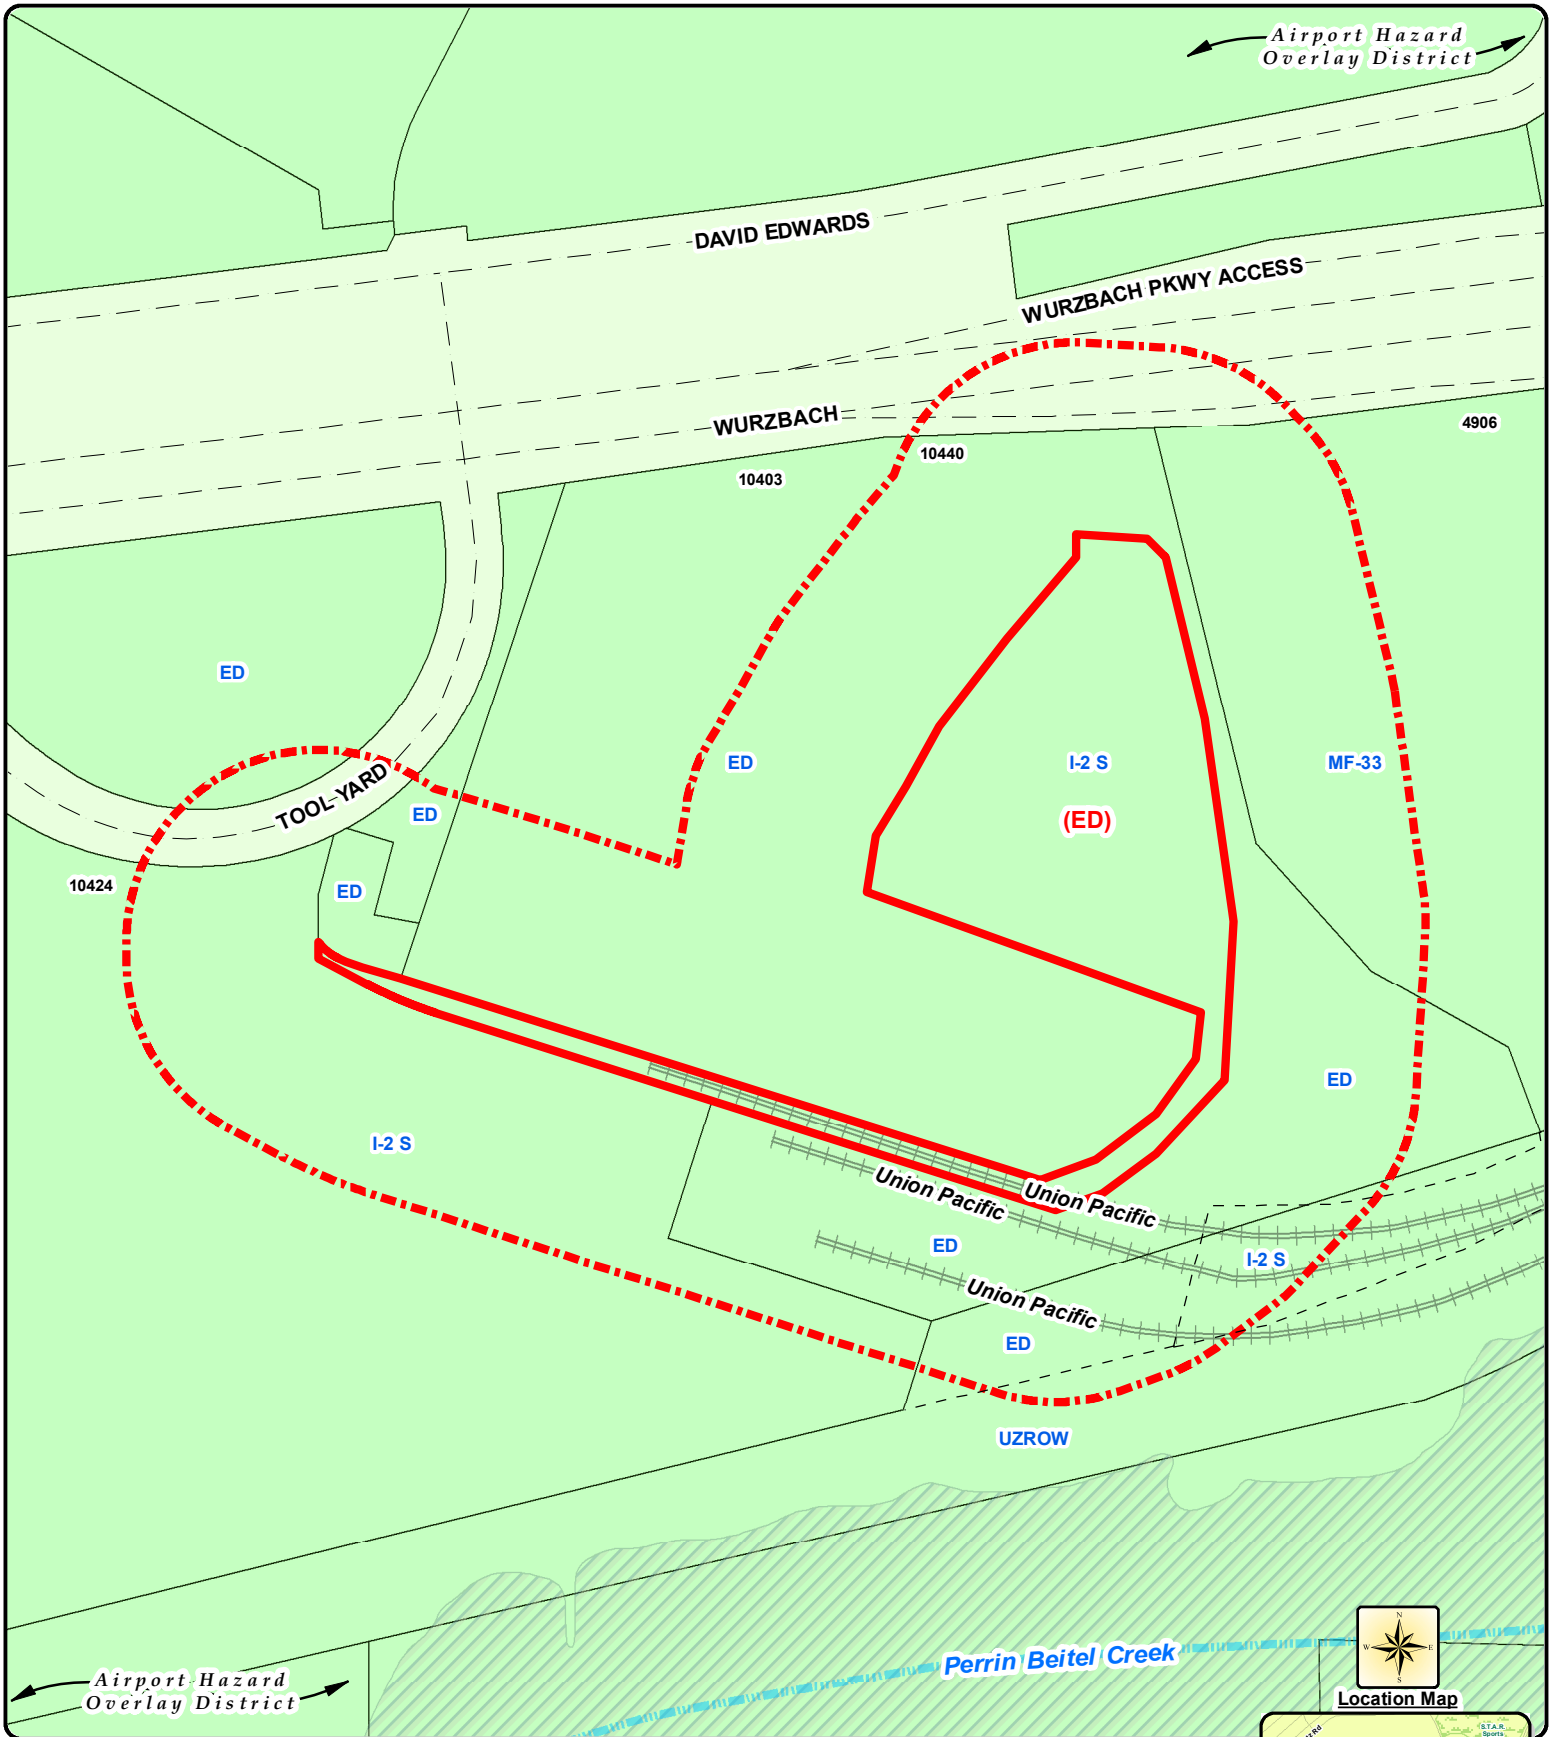 Airport Hazard
Overlay District
DAVID EDWARDS
WURZBACH PKWY ACCESS
WURZBACH
4906
10440
10403
ED
ED
I-2 S
MF-33
TOOL YARD
ED
(ED)
10424
ED
ED
I-2 S
Union Pacific
Union Pacific
ED
I-2 S
Union Pacific
ED
UZROW
Perrin Beitel Creek
N
W
E
S
Airport Hazard
Overlay District
Location Map
Rd
S.T.A.R.
Sports